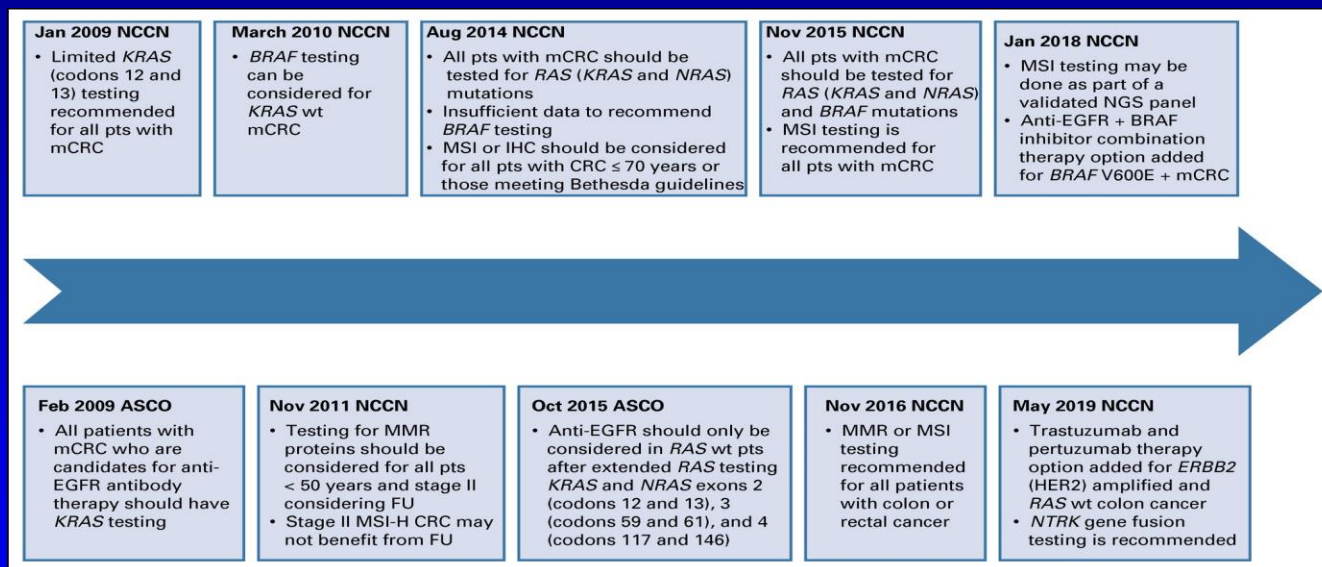 Jan 2009 NCCN
• Limited KRAS
(codons 12 and
13) testing
recommended
for all pts with
mCRC
March 2010 NCCN
• BRAF testing
can be
considered for
KRAS wt
mCRC
Aug 2014 NCCN
• All pts with mCRC should be
tested for RAS (KRAS and NRAS)
mutations
• Insufficient data to recommend
BRAF testing
• MSI or IHC should be considered
for all pts with CRC ≤ 70 years or
those meeting Bethesda guidelines
Nov 2015 NCCN
• All pts with mCRC
should be tested for
RAS (KRAS and NRAS)
and BRAF mutations
• MSI testing is
recommended for
all pts with mCRC
Jan 2018 NCCN
• MSI testing may be
done as part of a
validated NGS panel
• Anti-EGFR + BRAF
inhibitor combination
therapy option added
for BRAF V600E + mCRC
Feb 2009 ASCO
• All patients with
mCRC who are
candidates for anti-
EGFR antibody
therapy should have
KRAS testing
Nov 2011 NCCN
• Testing for MMR
proteins should be
considered for all pts
< 50 years and stage II
considering FU
• Stage II MSI-H CRC may
not benefit from FU
Oct 2015 ASCO
• Anti-EGFR should only be
considered in RAS wt pts
after extended RAS testing
KRAS and NRAS exons 2
(codons 12 and 13), 3
(codons 59 and 61), and 4
(codons 117 and 146)
Nov 2016 NCCN
• MMR or MSI
testing
recommended
for all patients
with colon or
rectal cancer
May 2019 NCCN
• Trastuzumab and
pertuzumab therapy
option added for ERBB2
(HER2) amplified and
RAS wt colon cancer
• NTRK gene fusion
testing is recommended